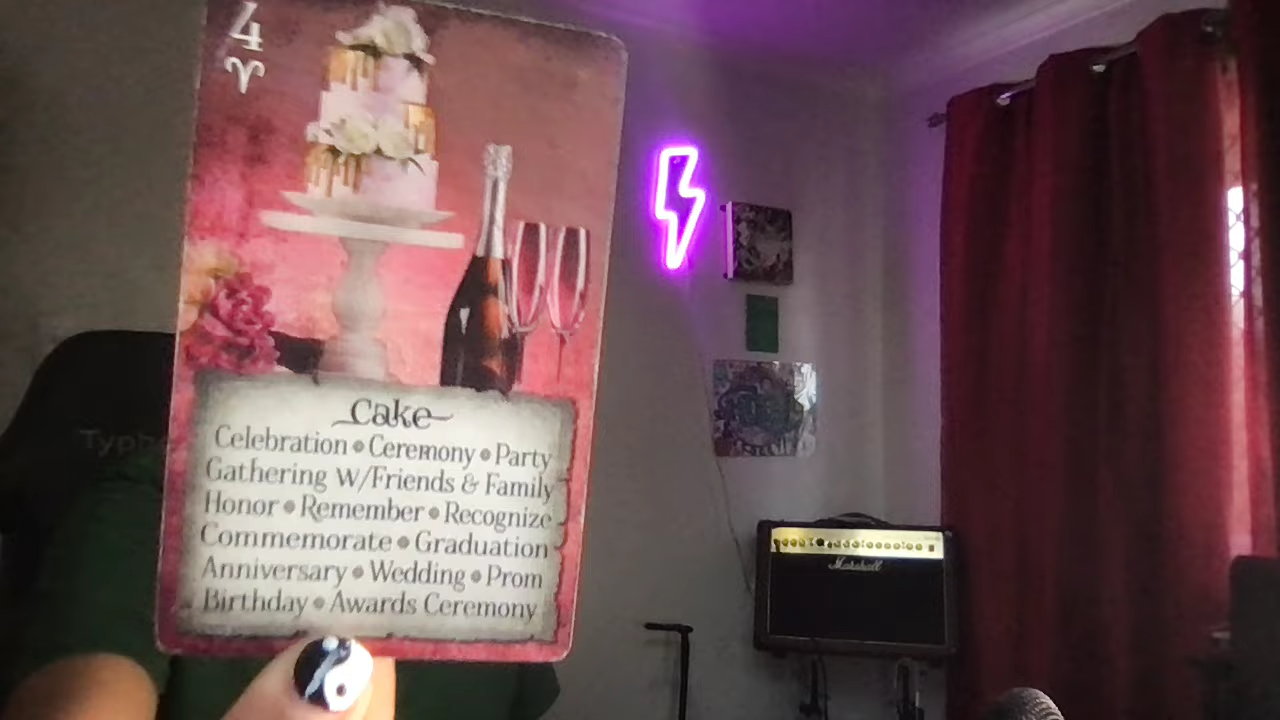 4
♈
Cake
Celebration • Ceremony • Party
Gathering w/Friends & Family
Honor • Remember • Recognize
Commemorate • Graduation
Anniversary • Wedding • Prom
Birthday • Awards Ceremony
Marshall